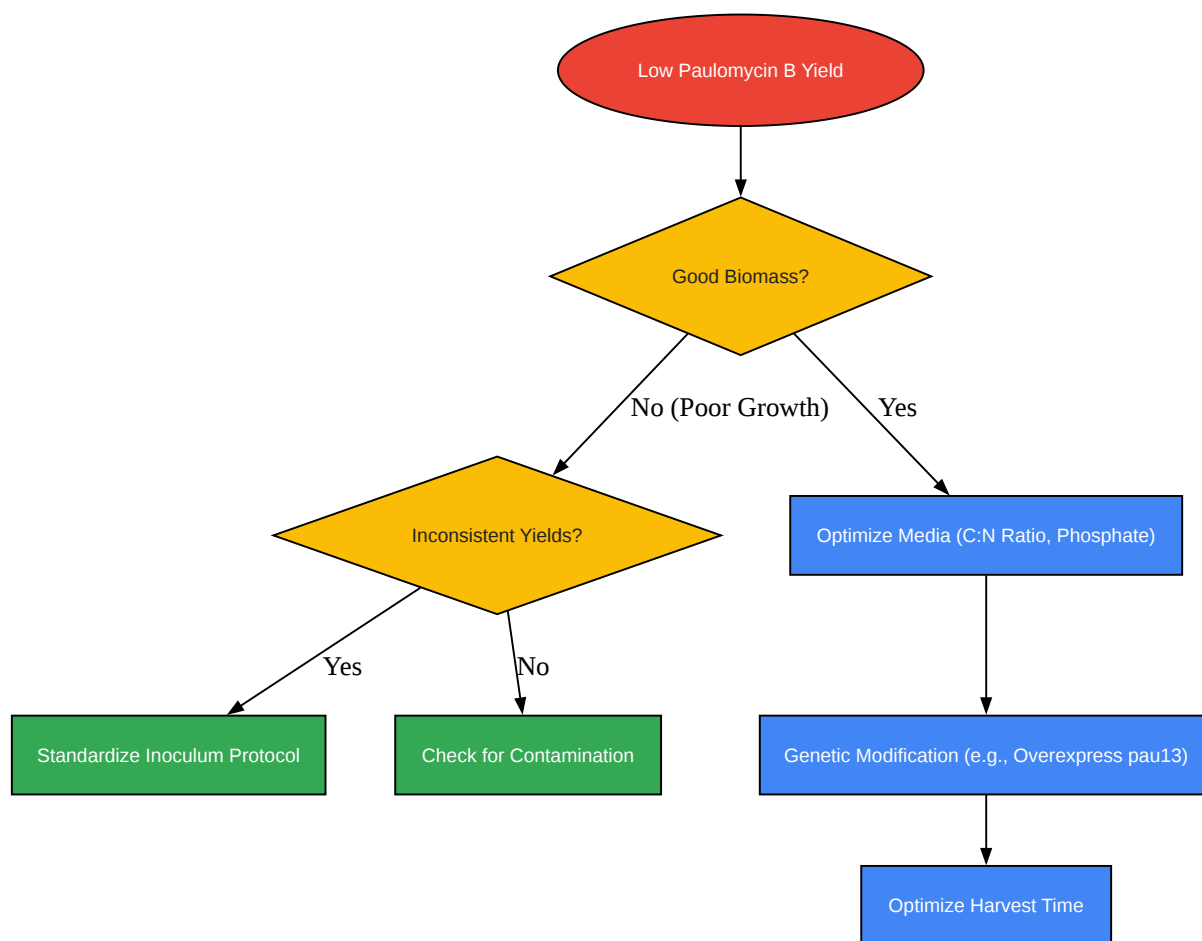 Low Paulomycin B Yield
Good Biomass?
No (Poor Growth)
Yes
Inconsistent Yields?
Optimize Media (C:N Ratio, Phosphate)
Yes
No
Standardize Inoculum Protocol
Check for Contamination
Genetic Modification (e.g., Overexpress pau13)
Optimize Harvest Time